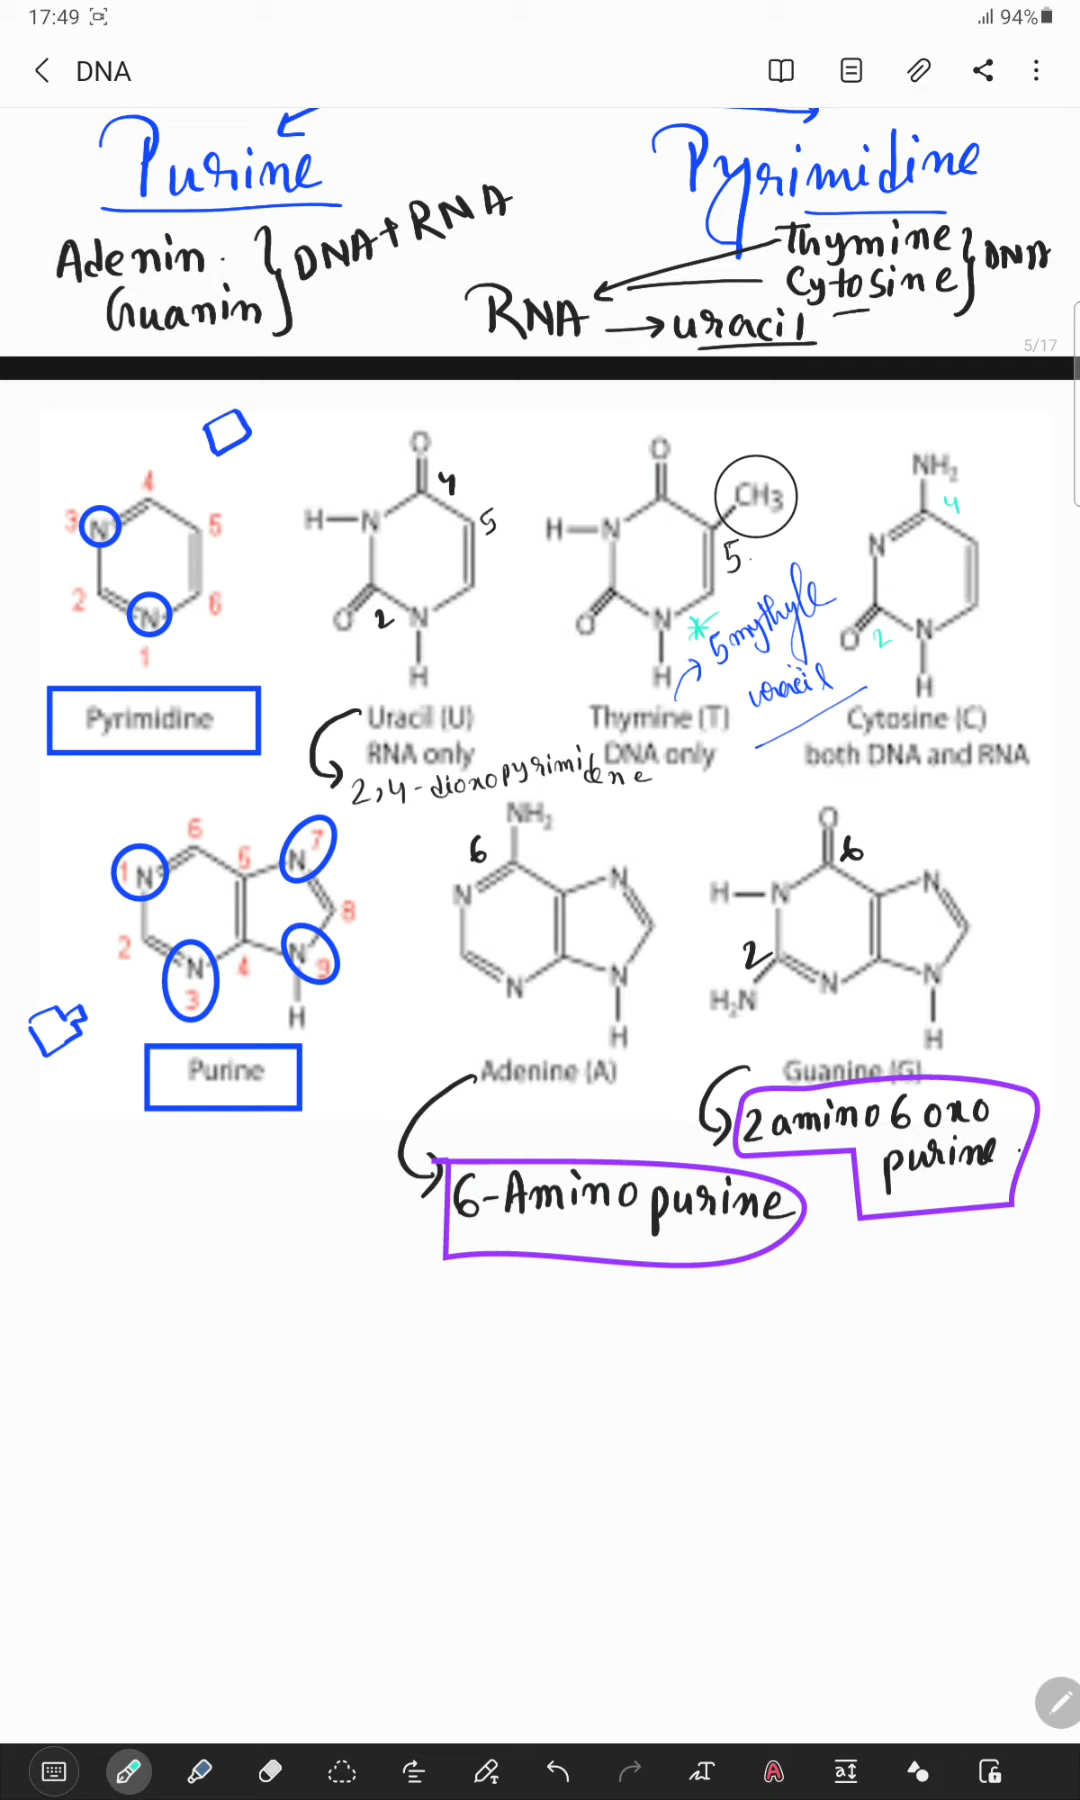 17:49
94%
DNA
Purine
Pyrimidine
Adenin
Guanin
DNA+RNA
Thymine
Cytosine
DNA
RNA
uracil
5/17
4
3
N
5
2
6
N
1
Pyrimidine
O
4
H—N
5
O
2
N
H
Uracil (U)
RNA only
2,4-dioxopyrimidene
O
CH3
H—N
5.
O
N
H
* 5 mythyle
uracil
Thymine (T)
DNA only
NH2
4
N
O
2
N
H
Cytosine (C)
both DNA and RNA
6
7
1
N
5
N
8
2
N
4
N
9
3
H
Purine
NH2
6
N
N
N
N
H
Adenine (A)
6-Amino purine
O
6
H—N
N
2
H2N
N
N
H
Guanine (G)
2 amino 6 oxo
purine